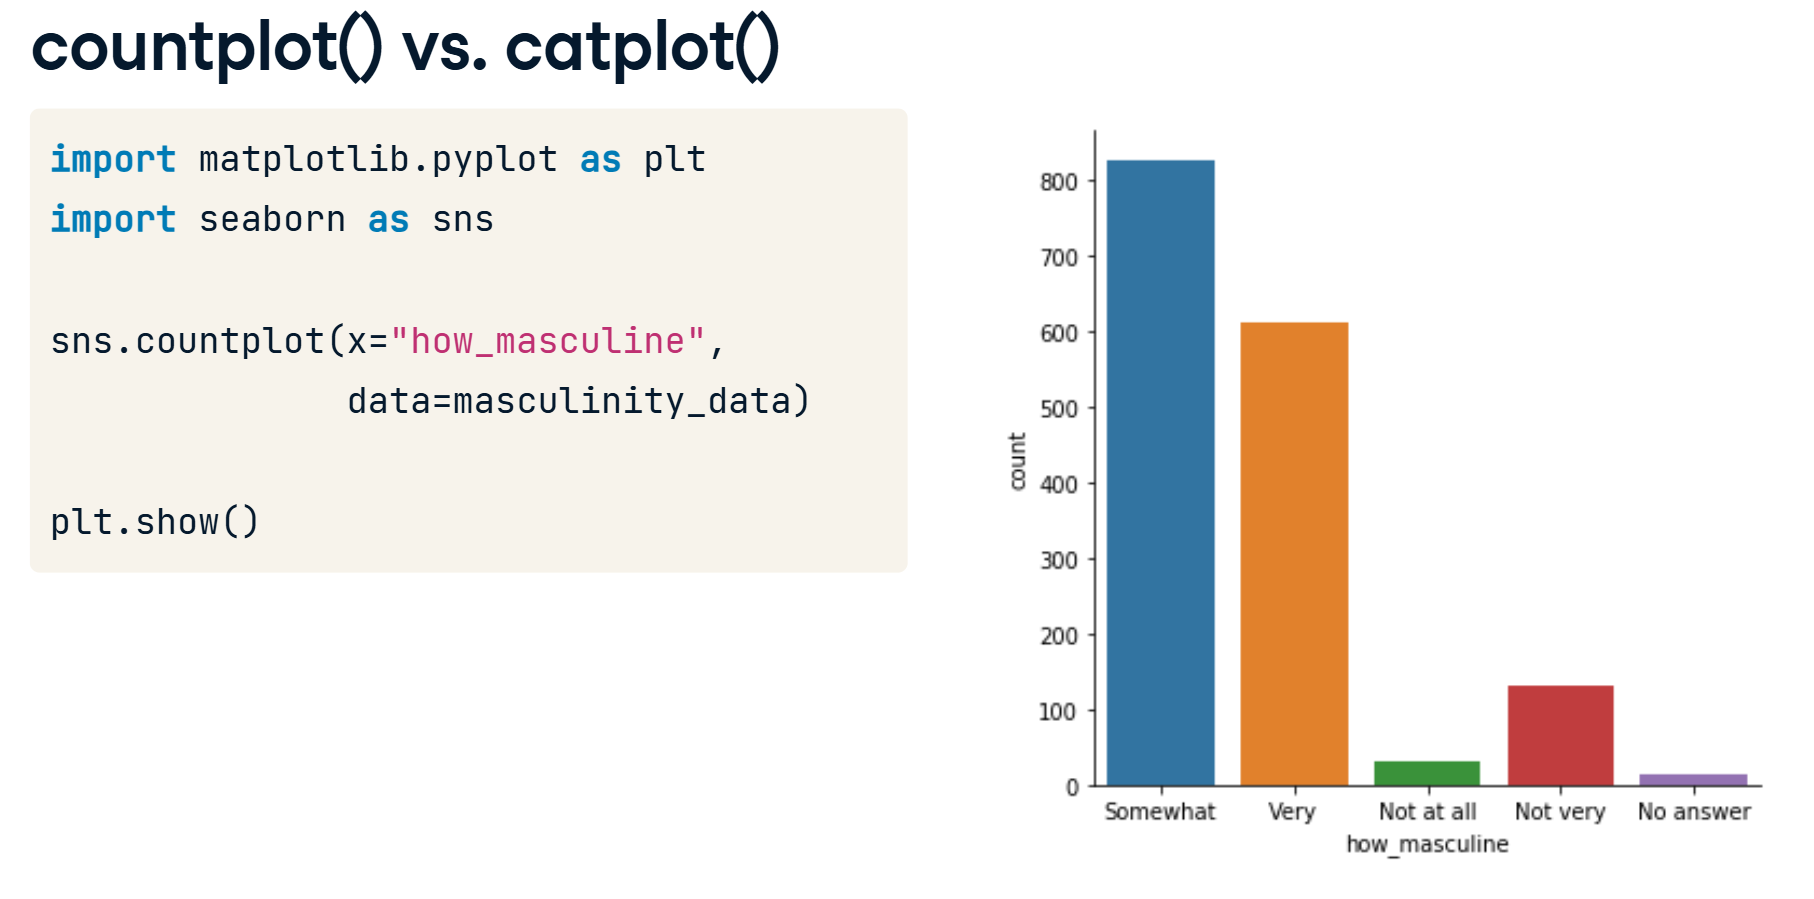 countplot() vs. catplot()
import matplotlib.pyplot as plt
import seaborn as sns
sns.countplot(x="how_masculine",
data=masculinity_data)
plt.show()
800
700
600
500
400
300
200
100
0
count
Somewhat Very Not at all Not very No answer
how_masculine